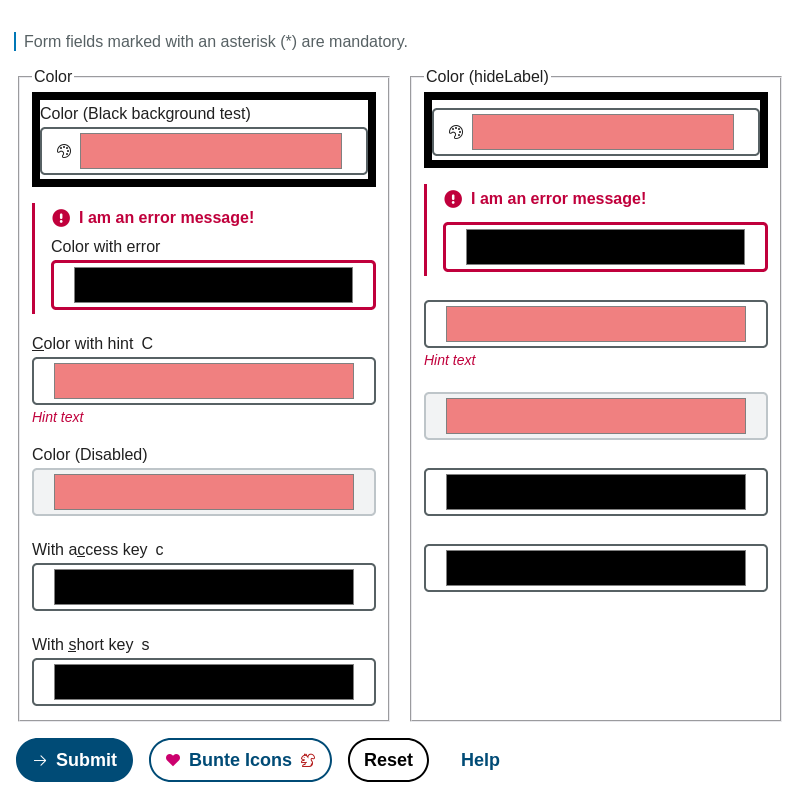 Form fields marked with an asterisk (*) are mandatory.
Color
Color (Black background test)
I am an error message!
Color with error
Color with hint C
Hint text
Color (Disabled)
With access key c
With short key s
Color (hideLabel)
I am an error message!
Hint text
Submit
Bunte Icons
Reset
Help